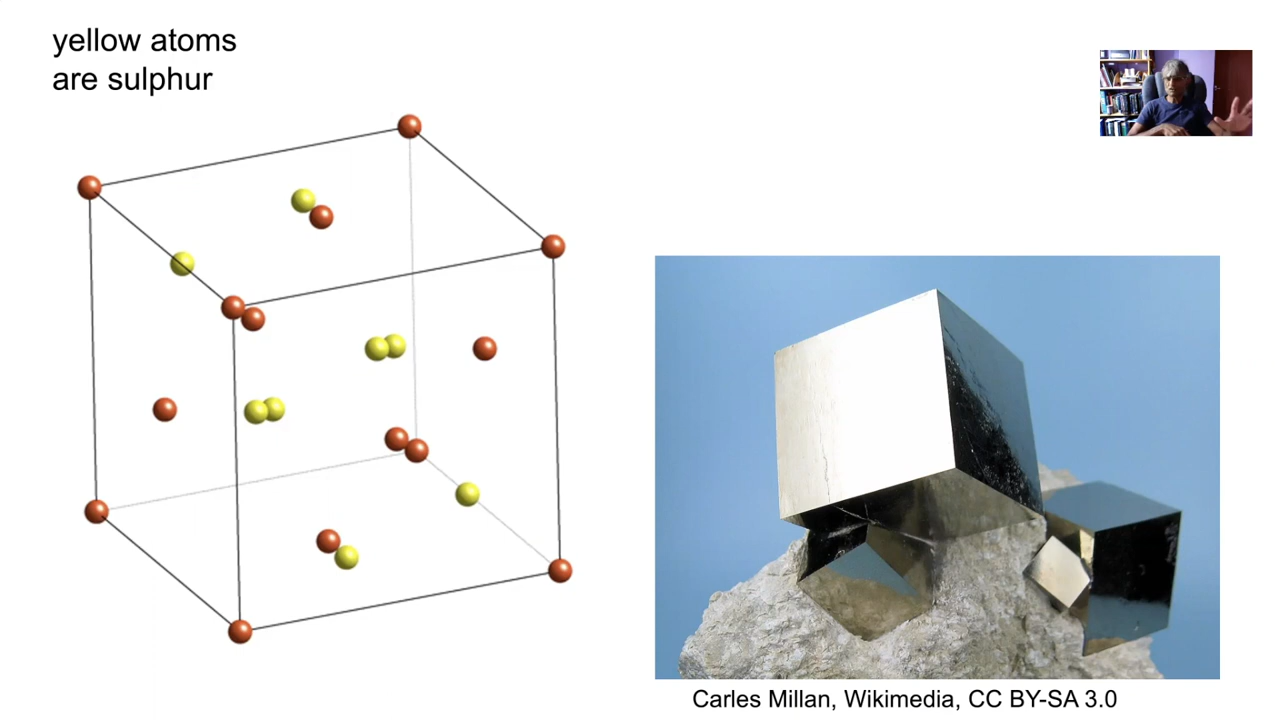 yellow atoms
are sulphur
Carles Millan, Wikimedia, CC BY-SA 3.0